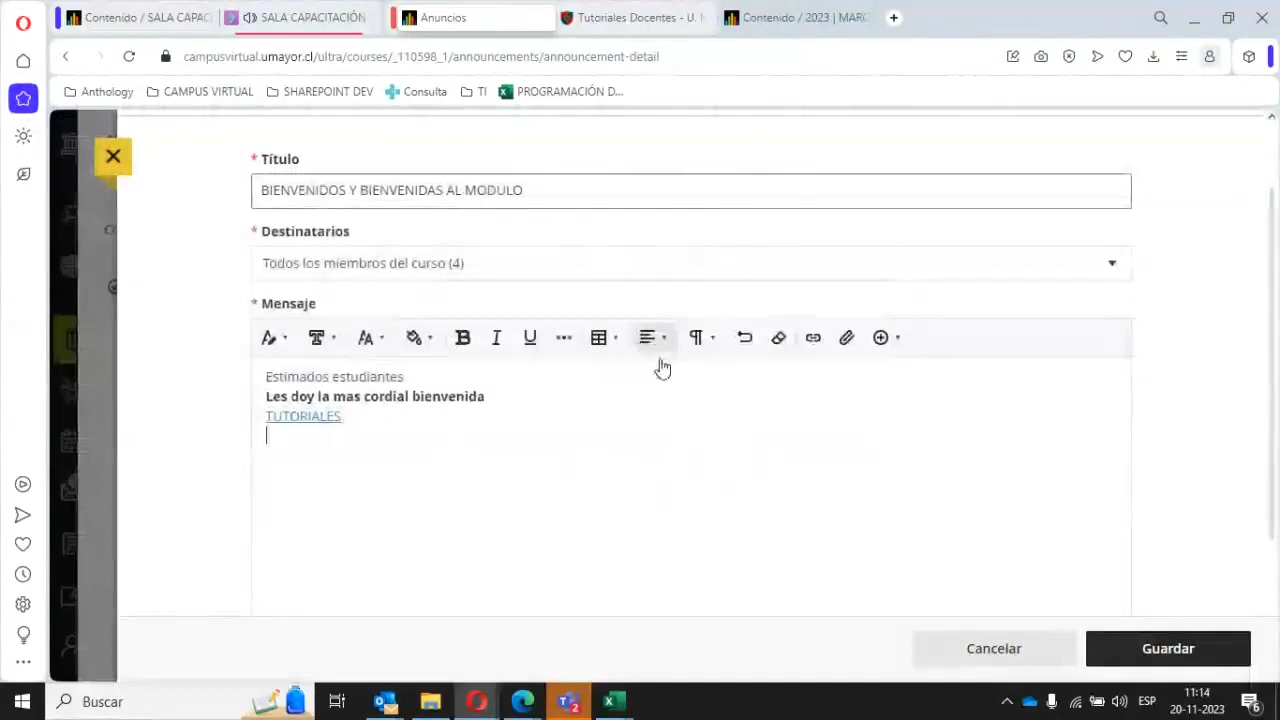 Contenido / SALA CAPAC
SALA CAPACITACIÓN
Anuncios
Tutoriales Docentes - U.
Contenido / 2023 | MARC
campusvirtual.umayor.cl/ultra/courses/_110598_1/announcements/announcement-detail
Anthology
CAMPUS VIRTUAL
SHAREPOINT DEV
Consulta
TI
PROGRAMACIÓN D...
* Título
BIENVENIDOS Y BIENVENIDAS AL MODULO
* Destinatarios
Todos los miembros del curso (4)
* Mensaje
Estimados estudiantes
Les doy la mas cordial bienvenida
TUTORIALES
Cancelar
Guardar
Buscar
ESP
11:14
20-11-2023